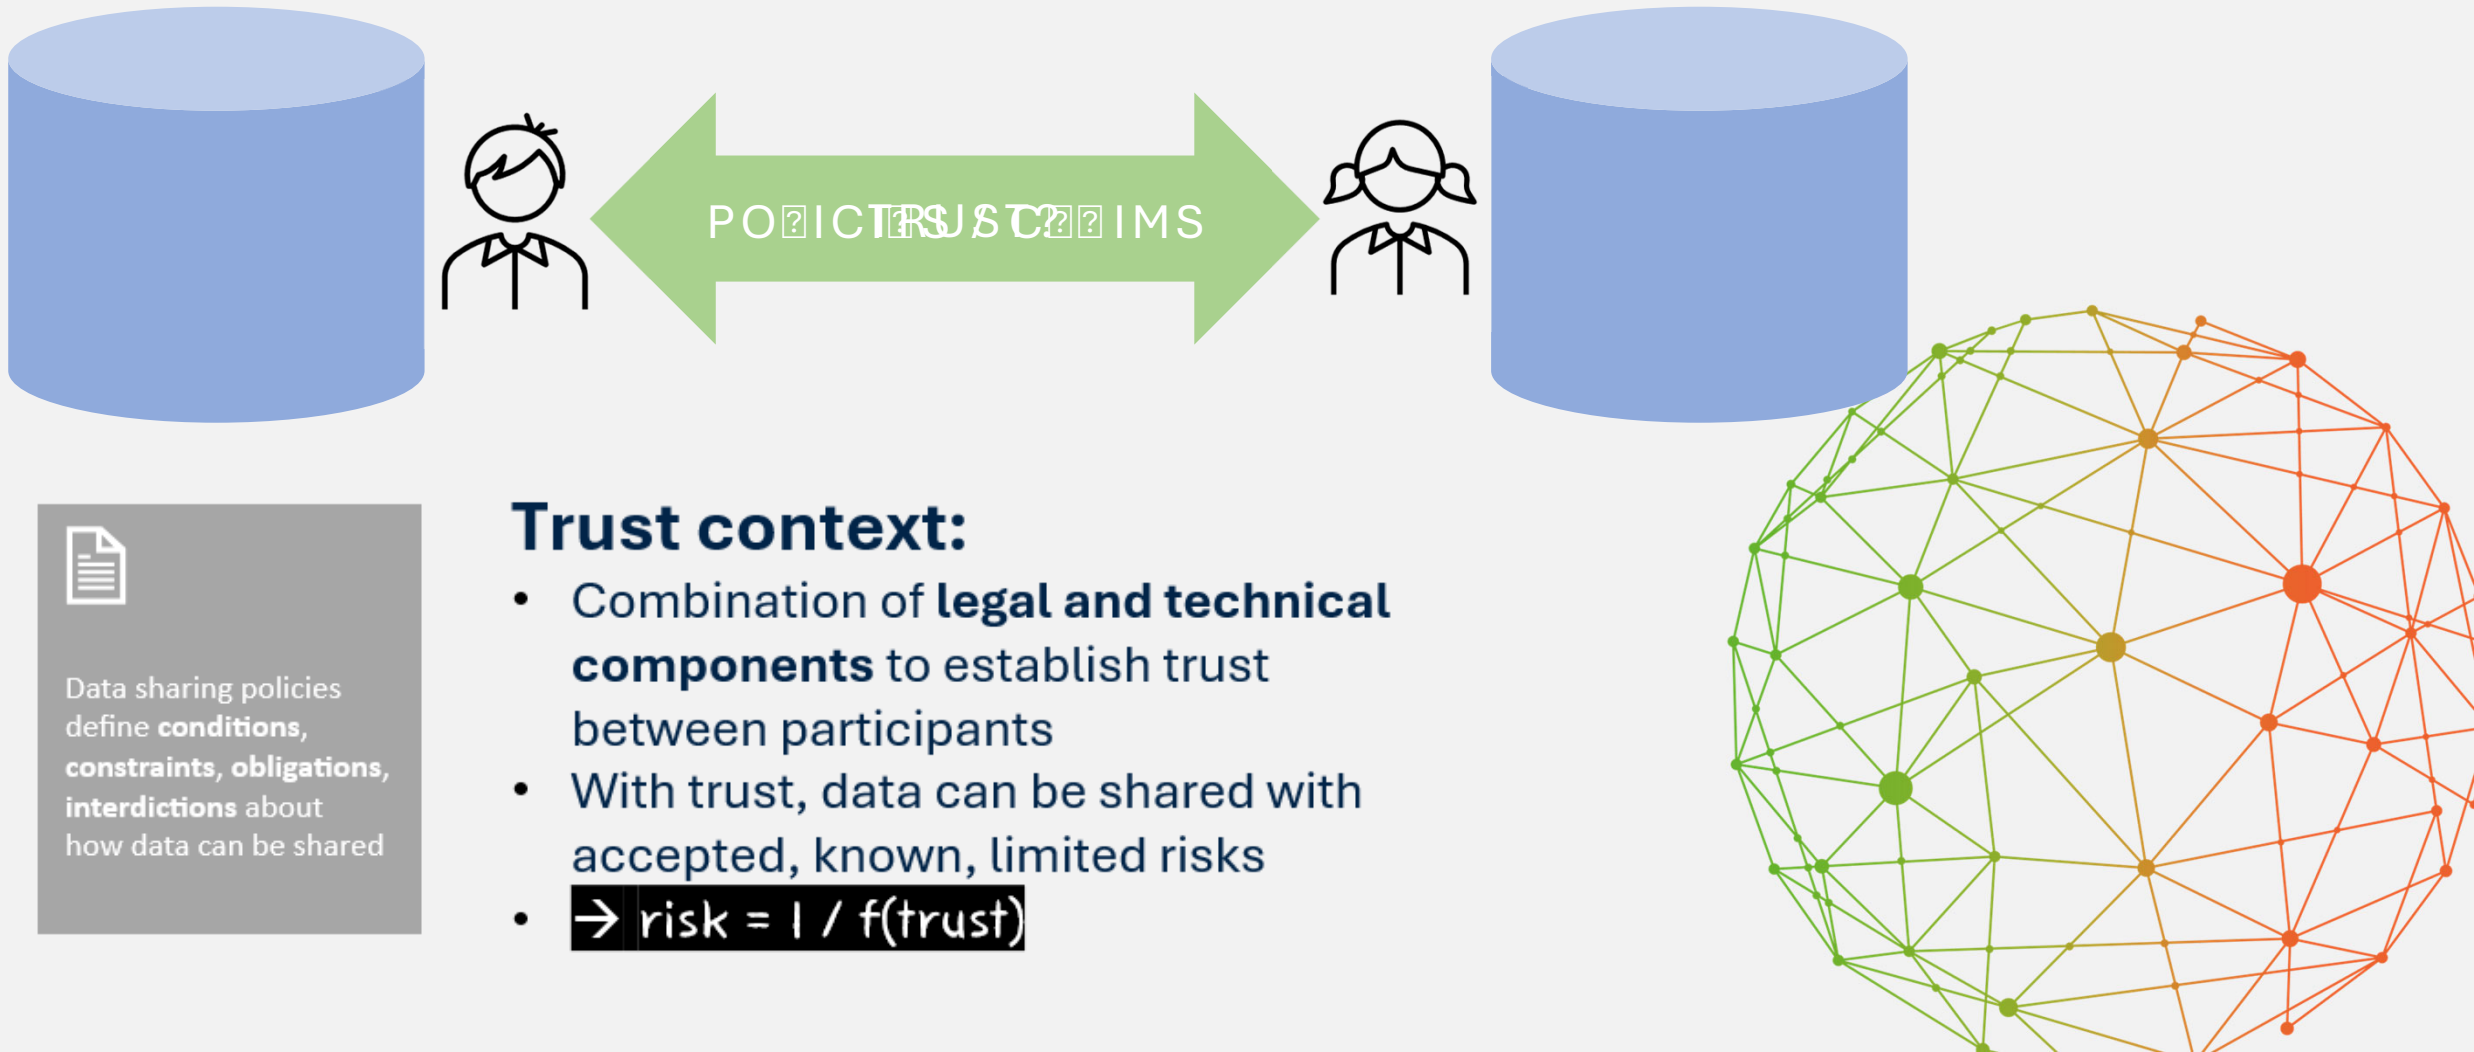 TRUST?
Trust context:
• Combination of legal and technical
components to establish trust
between participants
• With trust, data can be shared with
accepted, known, limited risks
• → risk = 1 / f(trust)
Data sharing policies
define conditions,
constraints, obligations,
interdictions about
how data can be shared